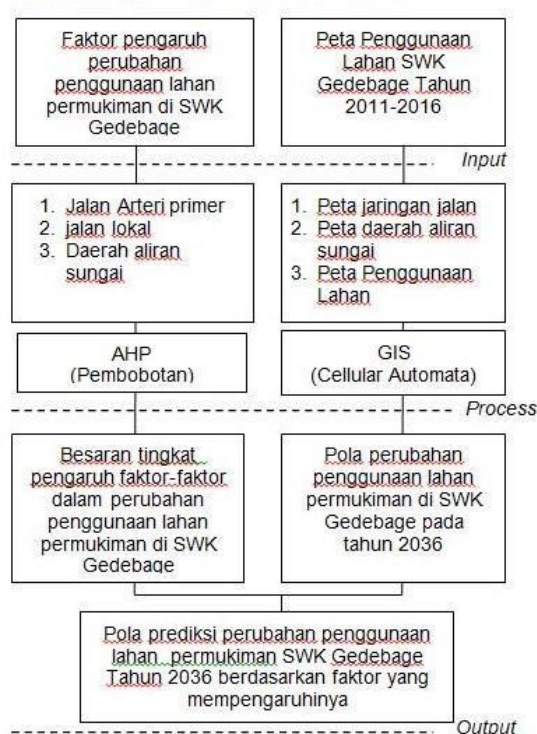 Faktor pengaruh
perubahan
penggunaan lahan
permukiman di SWK
Gedebage
Peta Penggunaan
Lahan SWK
Gedebage Tahun
2011-2016
Input
1. Jalan Arteri primer
2. jalan lokal
3. Daerah aliran
sungai
1. Peta jaringan jalan
2. Peta daerah aliran
sungai
3. Peta Penggunaan
Lahan
AHP
(Pembobotan)
GIS
(Cellular Automata)
Process
Besaran tingkat
pengaruh faktor-faktor
dalam perubahan
penggunaan lahan
permukiman di SWK
Gedebage
Pola perubahan
penggunaan lahan
permukiman di SWK
Gedebage pada
tahun 2036
Pola prediksi perubahan penggunaan
lahan permukiman SWK Gedebage
Tahun 2036 berdasarkan faktor yang
mempengaruhinya
Output